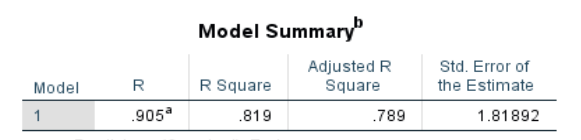 Model Summaryb
Model R R Square Adjusted R Square Std. Error of the Estimate
1 .905a .819 .789 1.81892